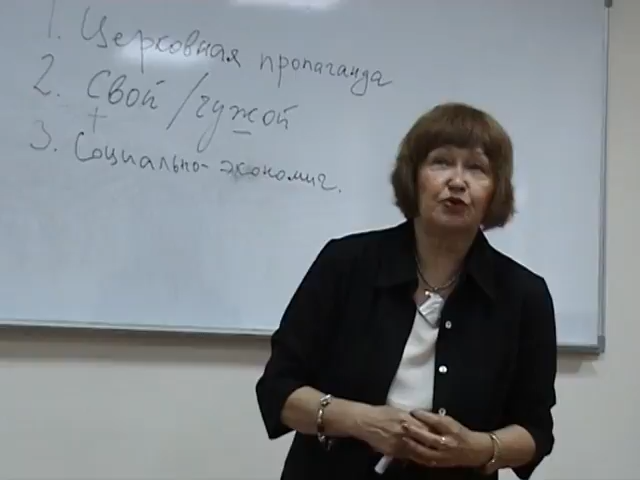 1. Церковная пропаганда
2. Свой / чужой
+ −
3. Социально-экономич.